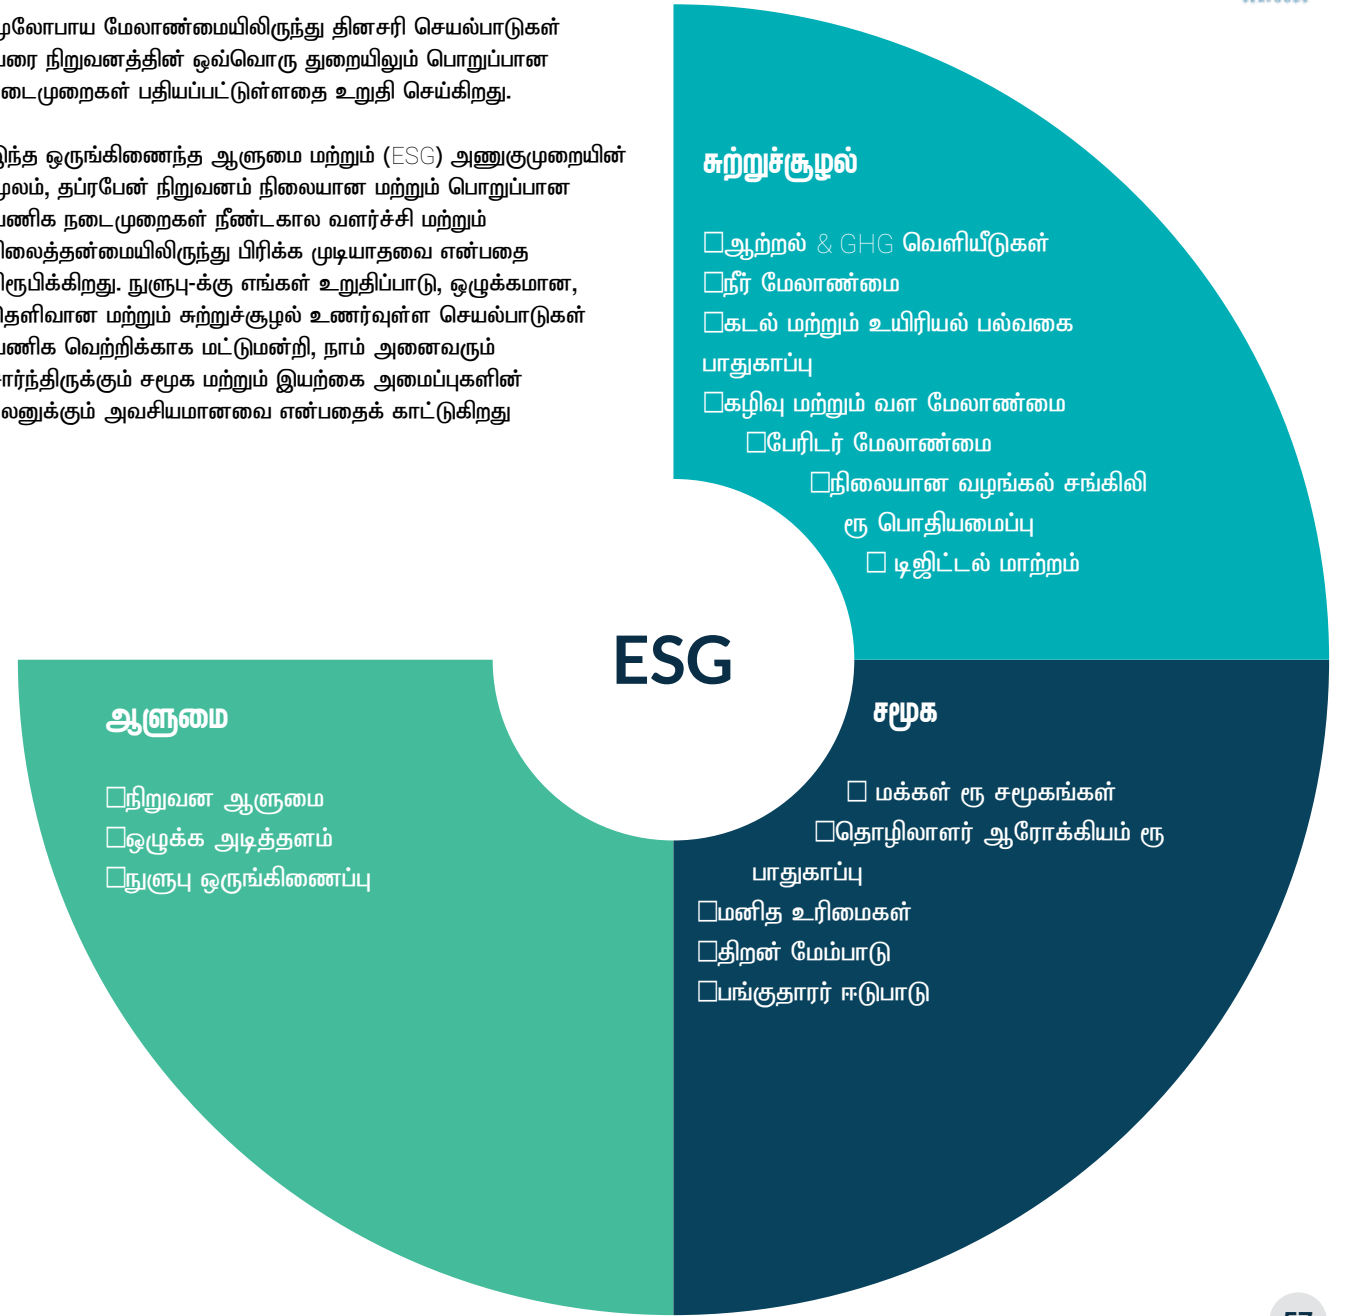 மூலோபாய மேலாண்மையிலிருந்து தினசரி செயல்பாடுகள்
வரை நிறுவனத்தின் ஒவ்வொரு துறையிலும் பொறுப்பான
நடைமுறைகள் பதியப்பட்டுள்ளதை உறுதி செய்கிறது.
இந்த ஒருங்கிணைந்த ஆளுமை மற்றும் (ESG) அணுகுமுறையின்
மூலம், தப்ரபேன் நிறுவனம் நிலையான மற்றும் பொறுப்பான
வணிக நடைமுறைகள் நீண்டகால வளர்ச்சி மற்றும்
நிலைத்தன்மையிலிருந்து பிரிக்க முடியாதவை என்பதை
நிரூபிக்கிறது. நுளுபு-க்கு எங்கள் உறுதிப்பாடு, ஒழுக்கமான,
தெளிவான மற்றும் சுற்றுச்சூழல் உணர்வுள்ள செயல்பாடுகள்
வணிக வெற்றிக்காக மட்டுமன்றி, நாம் அனைவரும்
சார்ந்திருக்கும் சமூக மற்றும் இயற்கை அமைப்புகளின்
நலனுக்கும் அவசியமானவை என்பதைக் காட்டுகிறது
சுற்றுச்சூழல்
□ஆற்றல் & GHG வெளியீடுகள்
□நீர் மேலாண்மை
□கடல் மற்றும் உயிரியல் பல்வகை
பாதுகாப்பு
□கழிவு மற்றும் வள மேலாண்மை
□பேரிடர் மேலாண்மை
□நிலையான வழங்கல் சங்கிலி
ரூ பொதியமைப்பு
□ டிஜிட்டல் மாற்றம்
ESG
சமூக
□ மக்கள் ரூ சமூகங்கள்
□தொழிலாளர் ஆரோக்கியம் ரூ
பாதுகாப்பு
□மனித உரிமைகள்
□திறன் மேம்பாடு
□பங்குதாரர் ஈடுபாடு
ஆளுமை
□நிறுவன ஆளுமை
□ஒழுக்க அடித்தளம்
□நுளுபு ஒருங்கிணைப்பு
57